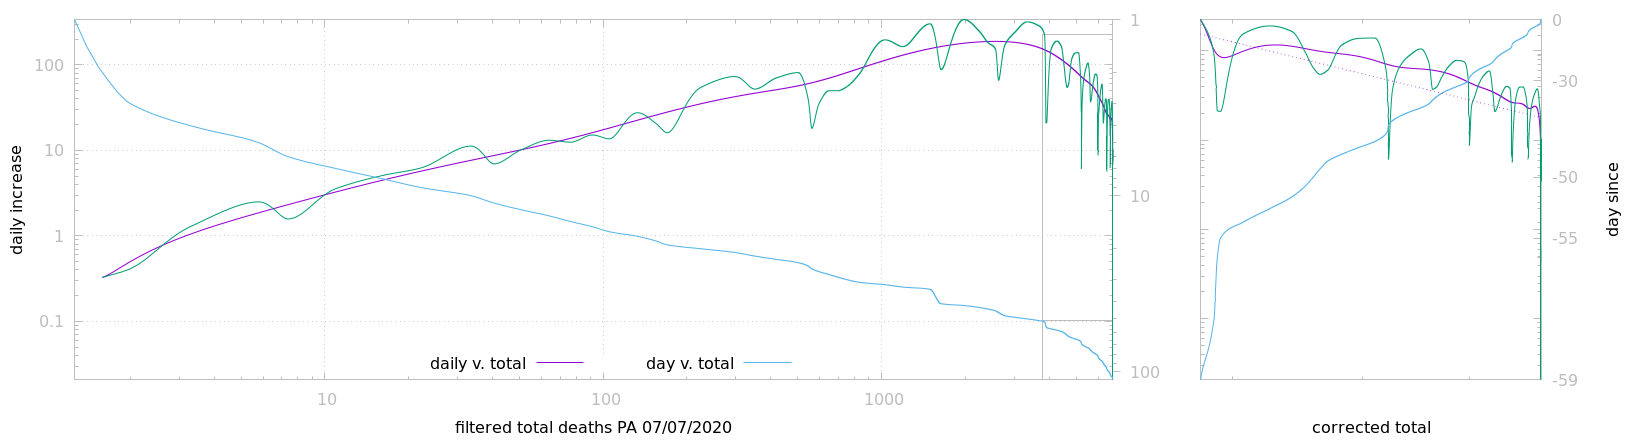 1
0
100
10
1
0.1
daily increase
10
100
-30
-50
-55
-59
day since
daily v. total
day v. total
10
100
1000
filtered total deaths PA 07/07/2020
corrected total